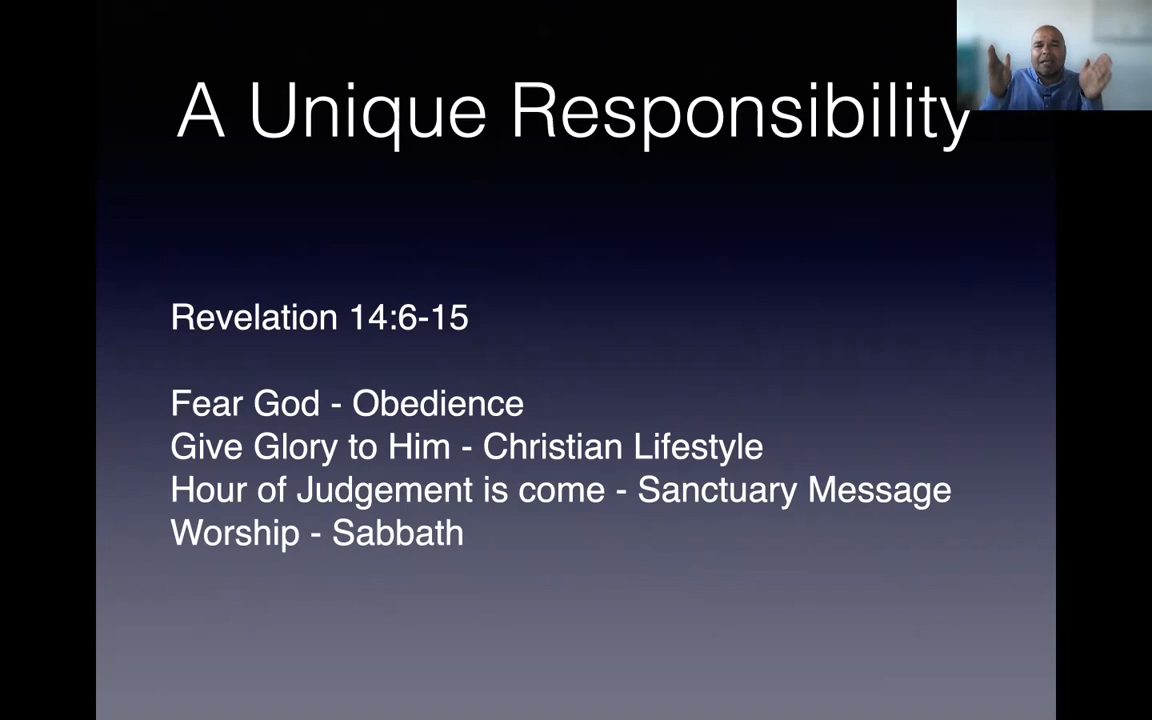 A Unique Responsibility
Revelation 14:6-15
Fear God - Obedience
Give Glory to Him - Christian Lifestyle
Hour of Judgement is come - Sanctuary Message
Worship - Sabbath